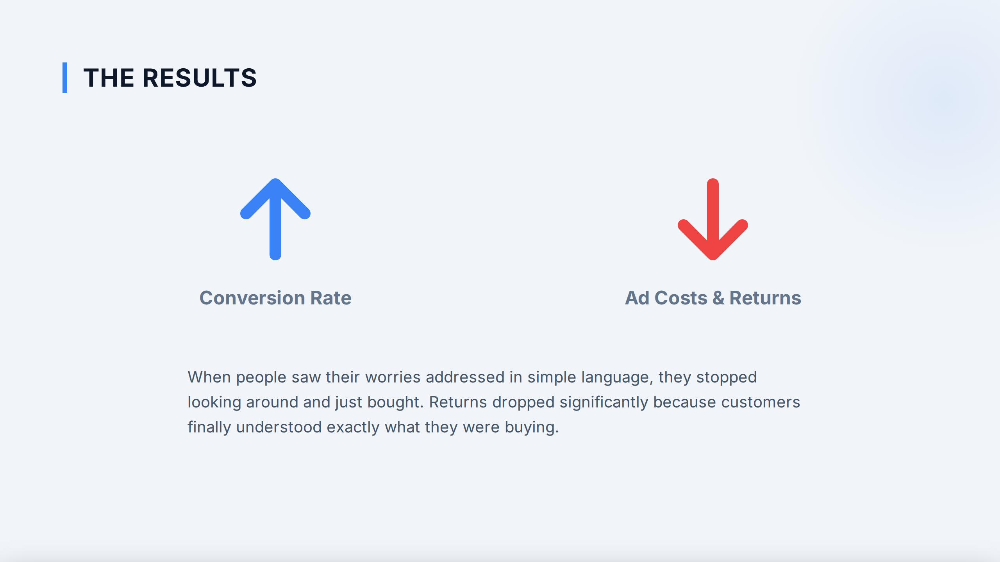 THE RESULTS
Conversion Rate
Ad Costs & Returns
When people saw their worries addressed in simple language, they stopped
looking around and just bought. Returns dropped significantly because customers
finally understood exactly what they were buying.